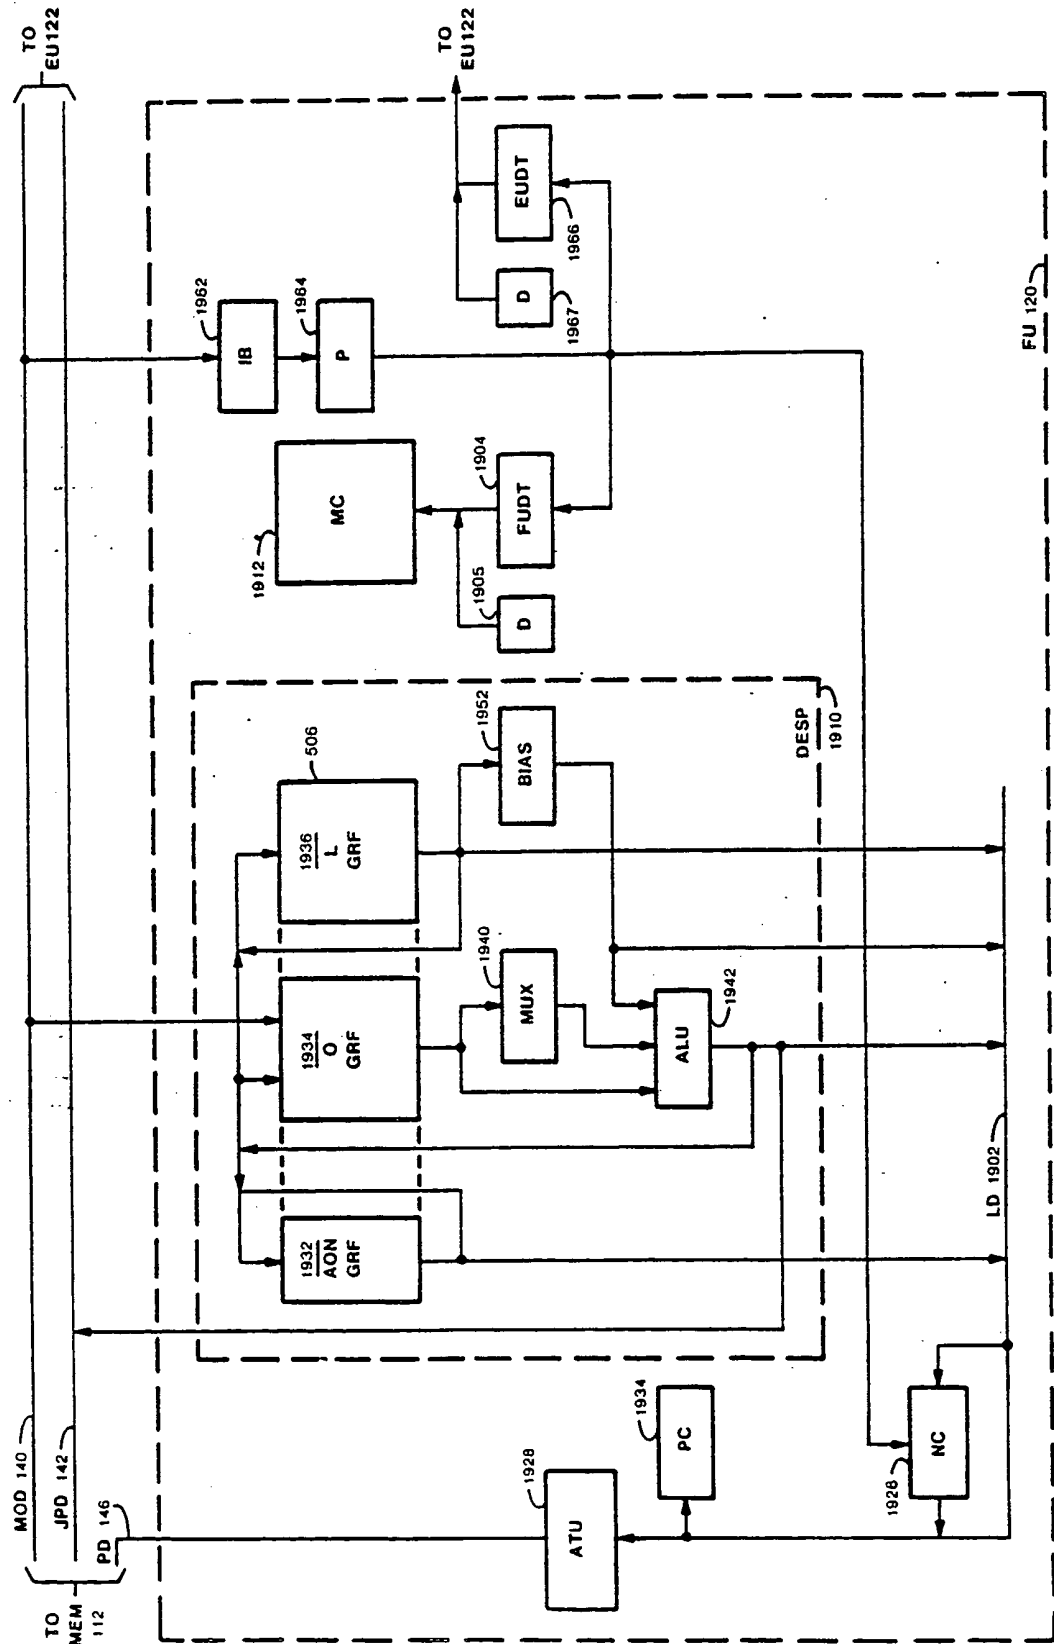 TO
MEM
112
MOD 140
JPD 142
PD 146
TO
EU122
1962
IB
1964
P
1912
MC
1932
AON
GRF
1934
O
GRF
1936
L
GRF
506
TO
EU122
1905
D
1904
FUDT
1967
D
1966
EUDT
1928
ATU
1940
MUX
1952
BIAS
1934
PC
1942
ALU
DESP
1910
1926
NC
LD 1902
FU 120